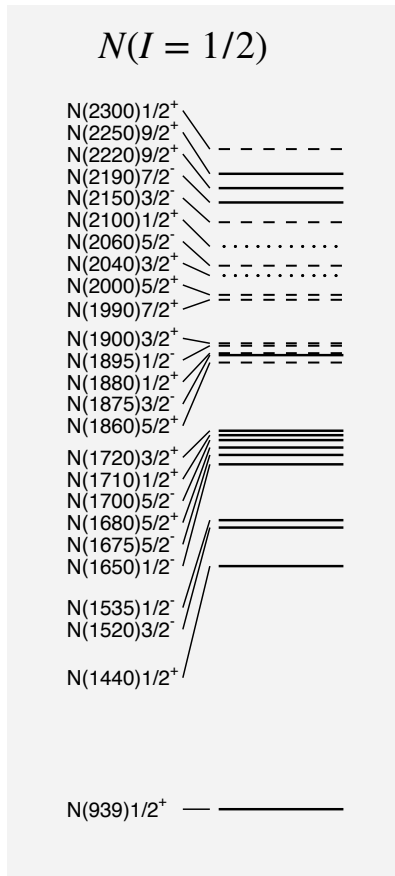 N(I = 1/2)
N(2300)1/2⁺
N(2250)9/2⁺
N(2220)9/2⁺
N(2190)7/2⁻
N(2150)3/2⁻
N(2100)1/2⁺
N(2060)5/2⁻
N(2040)3/2⁺
N(2000)5/2⁺
N(1990)7/2⁺
N(1900)3/2⁺
N(1895)1/2⁻
N(1880)1/2⁺
N(1875)3/2⁻
N(1860)5/2⁺
N(1720)3/2⁺
N(1710)1/2⁺
N(1700)5/2⁻
N(1680)5/2⁺
N(1675)5/2⁻
N(1650)1/2⁻
N(1535)1/2⁻
N(1520)3/2⁻
N(1440)1/2⁺
N(939)1/2⁺